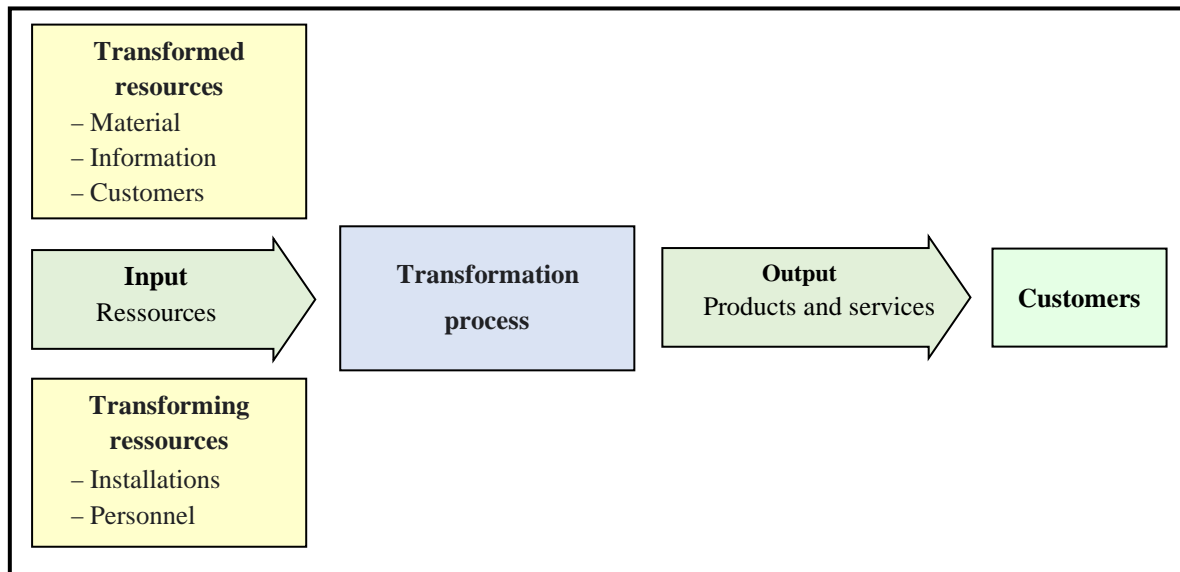 Transformed
resources
– Material
– Information
– Customers
Input
Ressources
Transformation
process
Output
Products and services
Customers
Transforming
ressources
– Installations
– Personnel